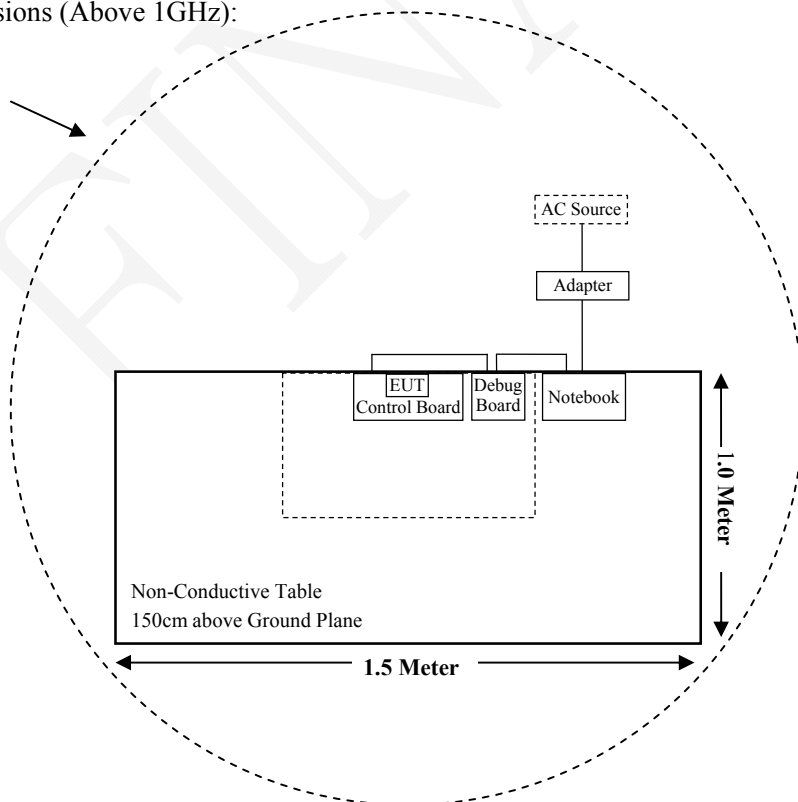 sions (Above 1GHz):
AC Source
Adapter
EUT
Control Board
Debug
Board
Notebook
1.0 Meter
Non-Conductive Table
150cm above Ground Plane
1.5 Meter